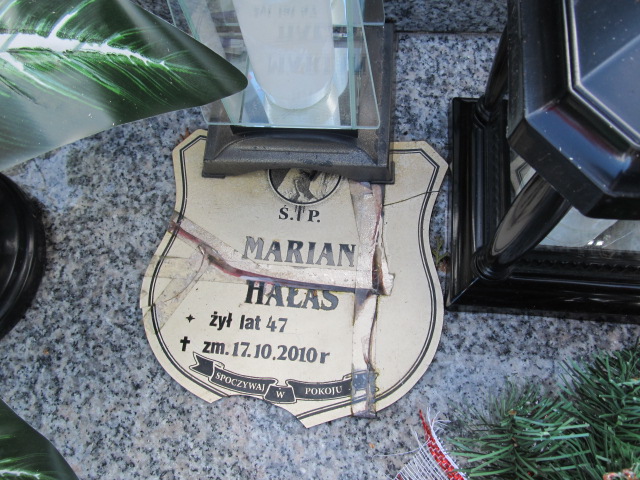 Ś.†P.
MARIAN
HAŁAS
żył lat 47
† zm. 17.10.2010 r
SPOCZYWAJ W POKOJU